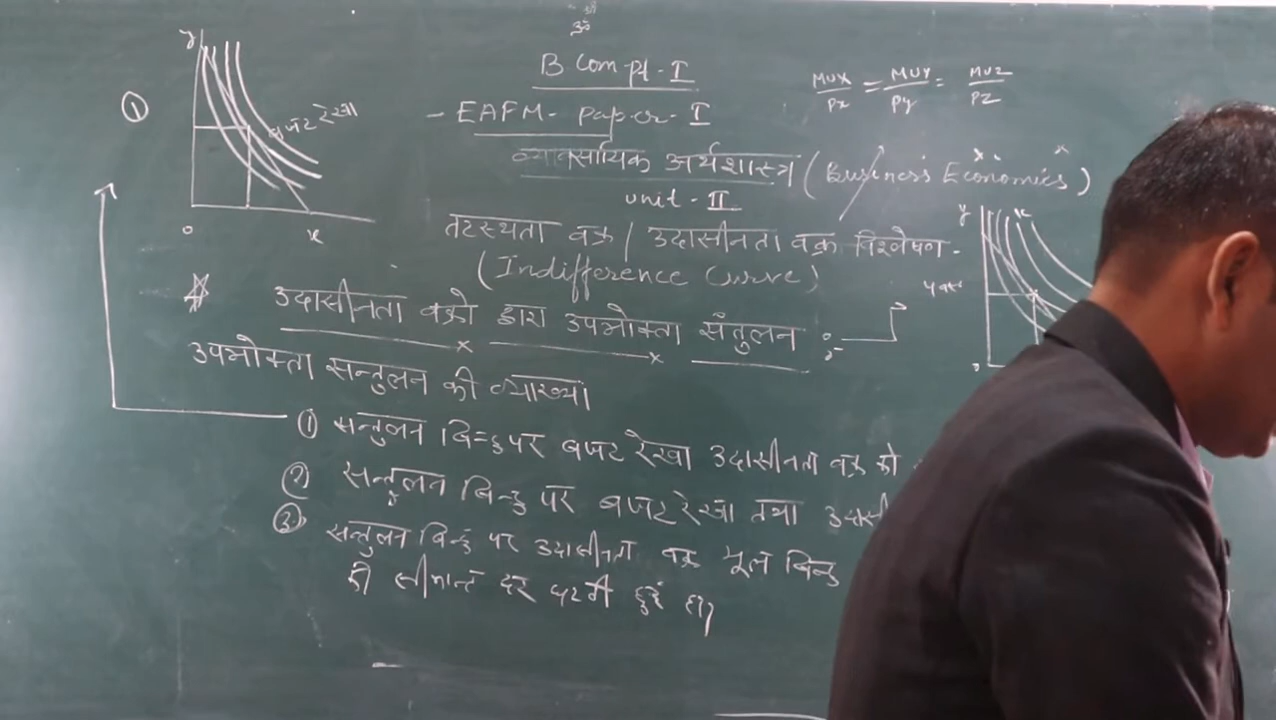 ॐ
B Com pt-I
MUX/Px = MUY/Py = MUZ/PZ
y
①
बजट रेखा
- EAFM- Paper-I
व्यावसायिक अर्थशास्त्र (Business Economics)
unit-II
o x
तटस्थता वक्र / उदासीनता वक्र विश्लेषण -
(Indifference Curve)
y
x
o
उदासीनता वक्रो द्वारा उपभोक्ता संतुलन :-
उपभोक्ता सन्तुलन की व्याख्या
① सन्तुलन बिन्दु पर बजट रेखा उदासीनता वक्र को
② सन्तुलन बिन्दु पर बजट रेखा तथा
③ सन्तुलन बिन्दु पर उदासीनता वक्र मूल बिन्दु
की सीमान्त दर घटती हुई हो,